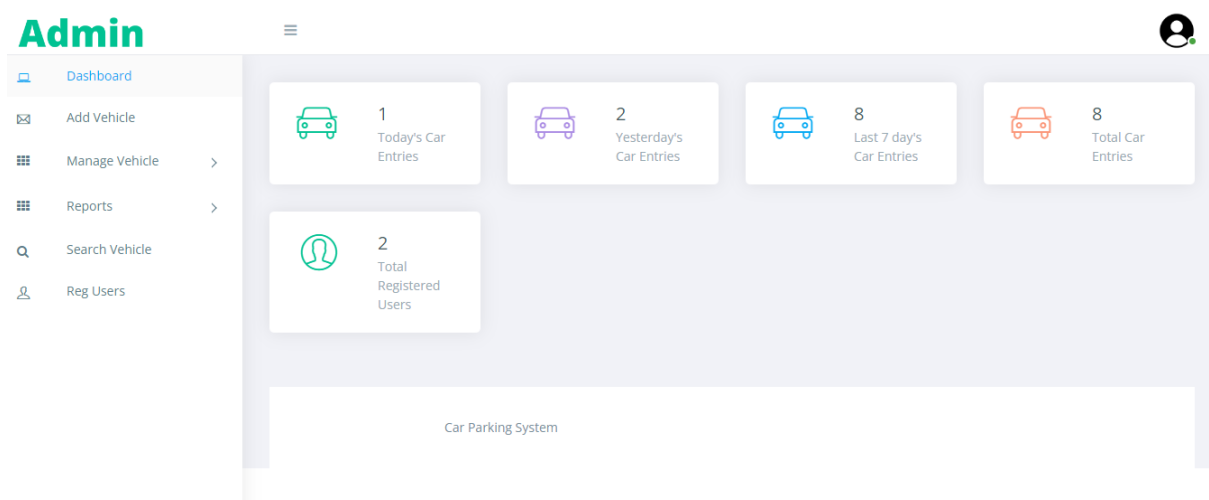 Admin
Dashboard
Add Vehicle
Manage Vehicle
Reports
Search Vehicle
Reg Users
1
Today's Car
Entries
2
Yesterday's
Car Entries
8
Last 7 day's
Car Entries
8
Total Car
Entries
2
Total
Registered
Users
Car Parking System